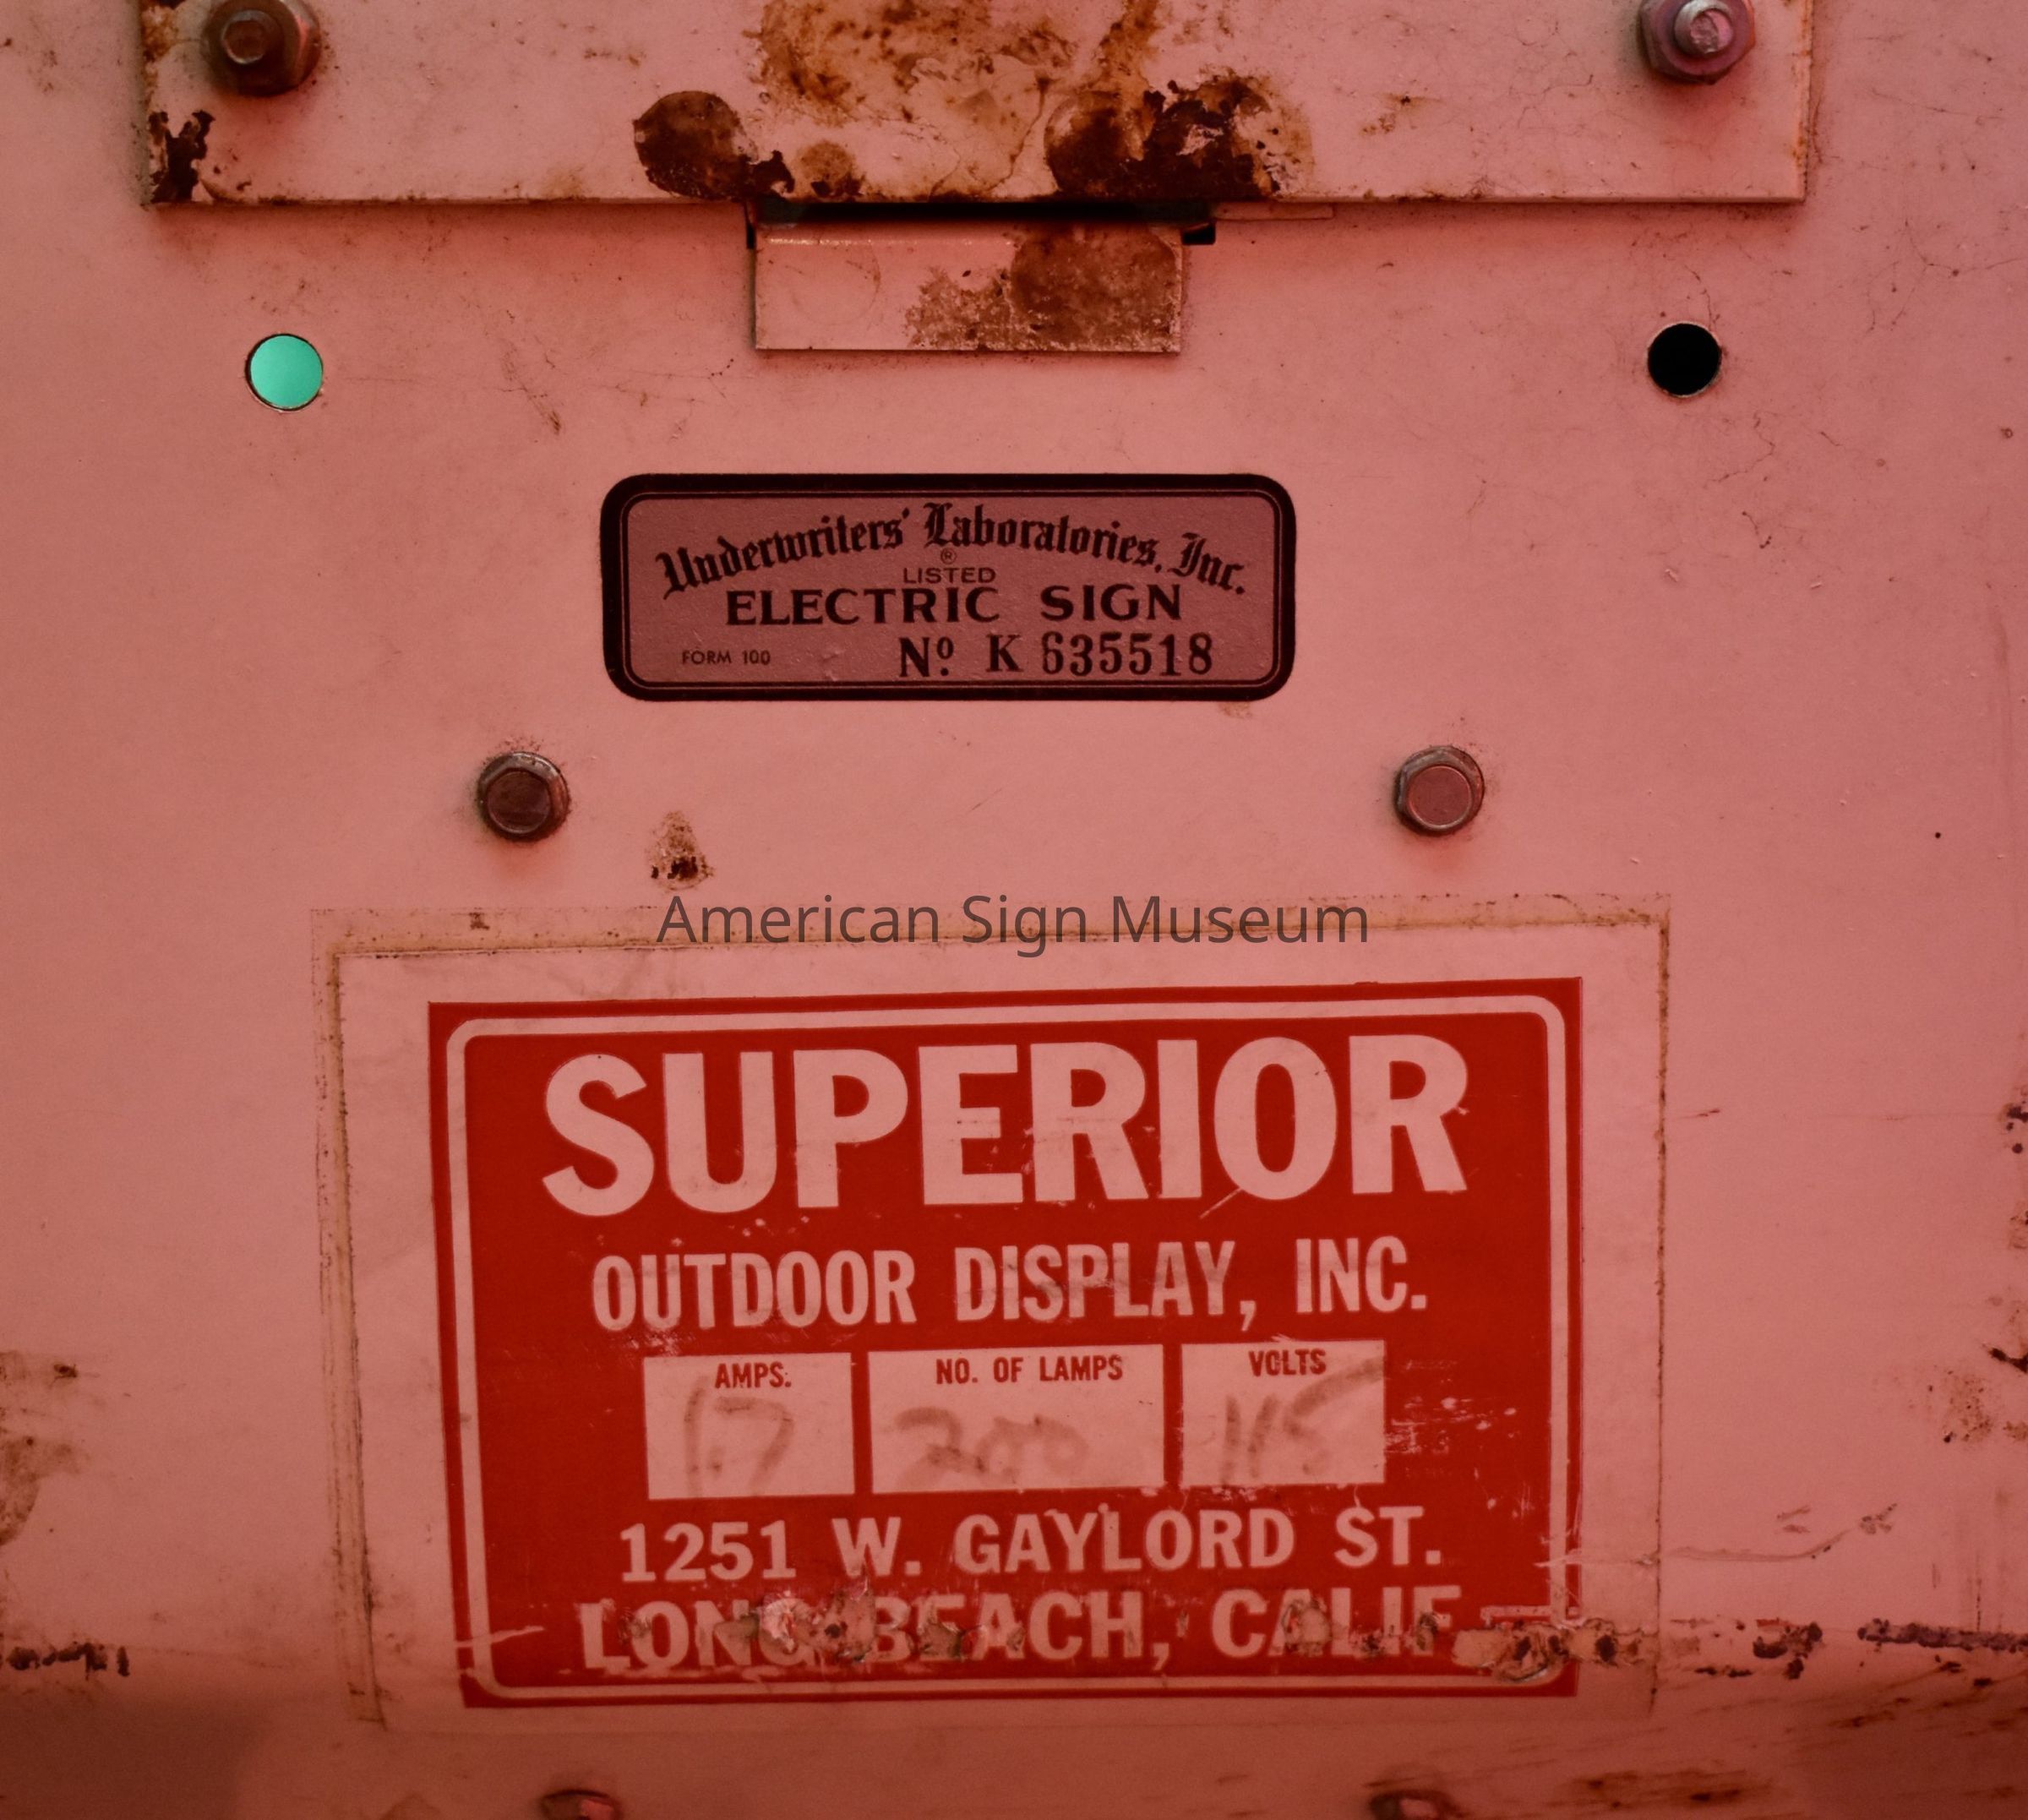 Underwriters' Laboratories, Inc.
®
LISTED
ELECTRIC SIGN
FORM 100 Nº K 635518
American Sign Museum
SUPERIOR
OUTDOOR DISPLAY, INC.
AMPS. NO. OF LAMPS VOLTS
17 200 115
1251 W. GAYLORD ST.
LONG BEACH, CALIF